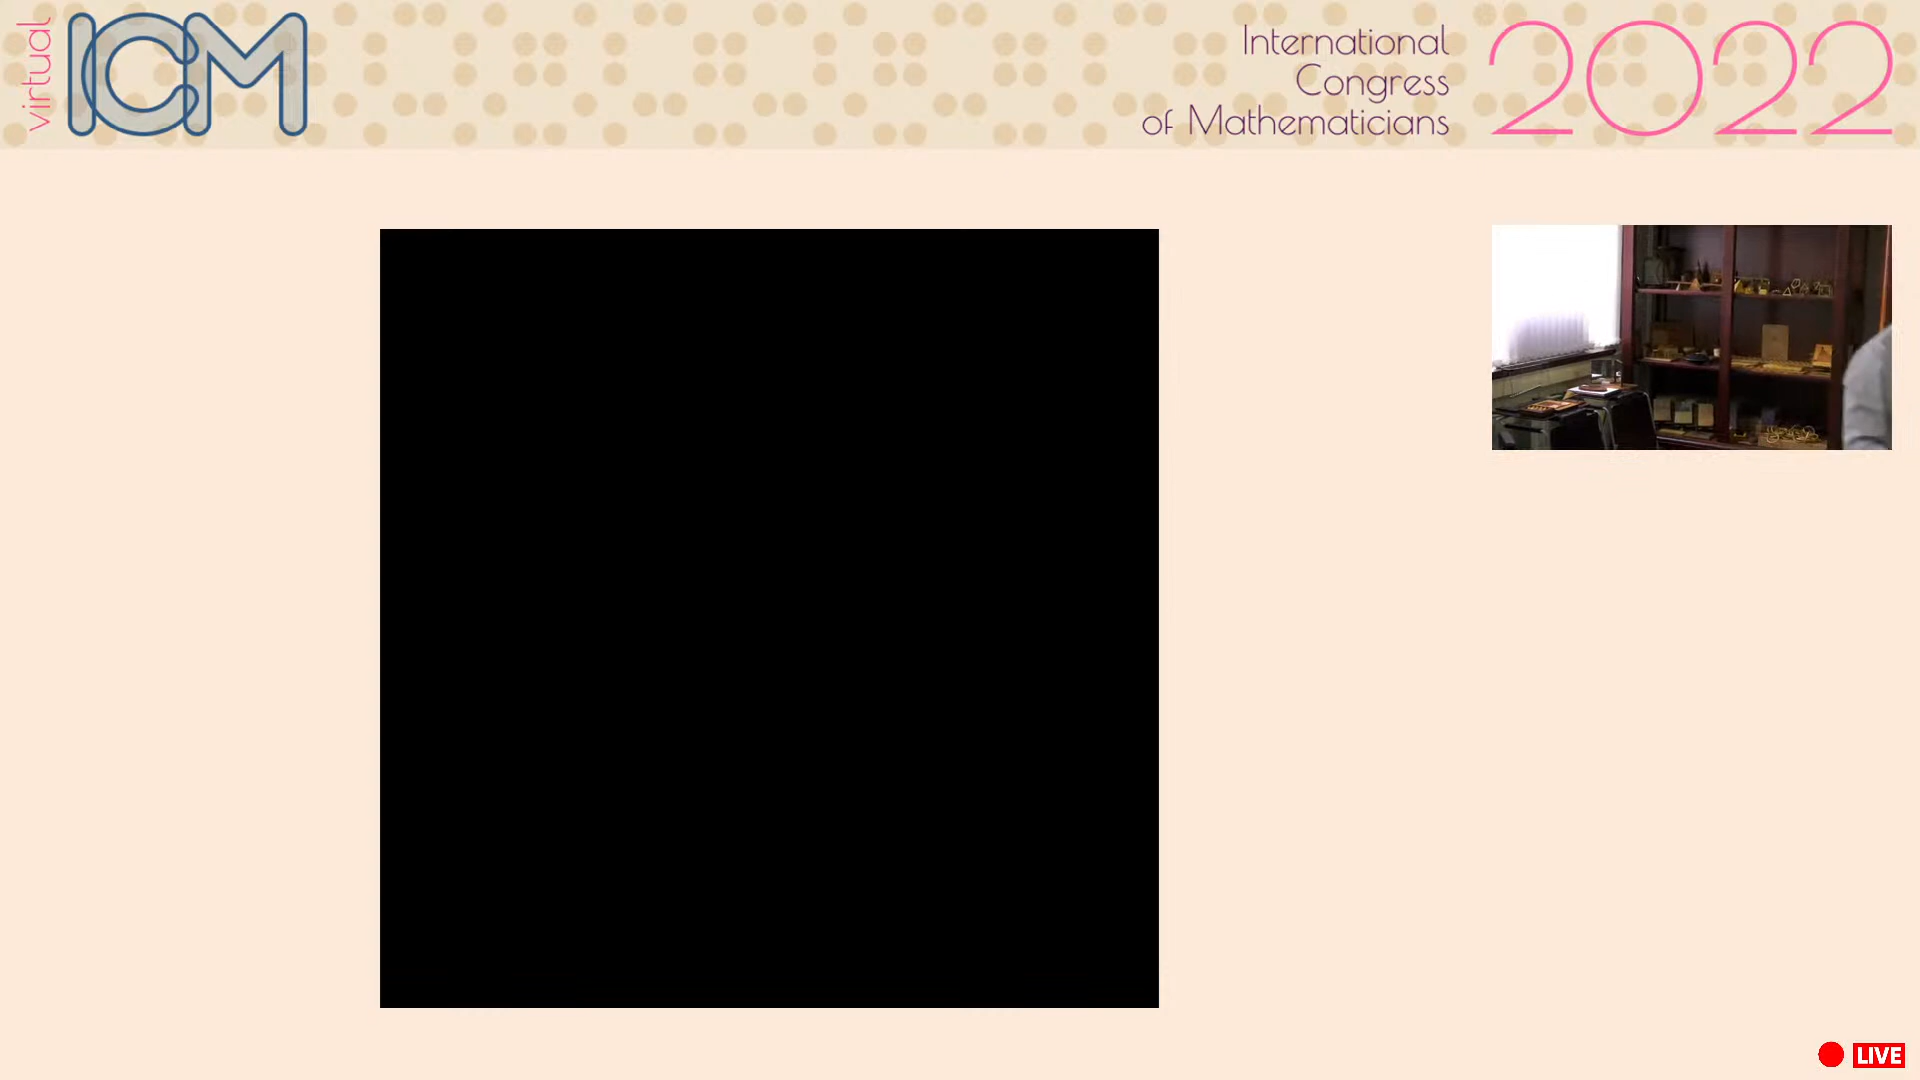 virtual
ICM
International
Congress
of Mathematicians
2022
LIVE